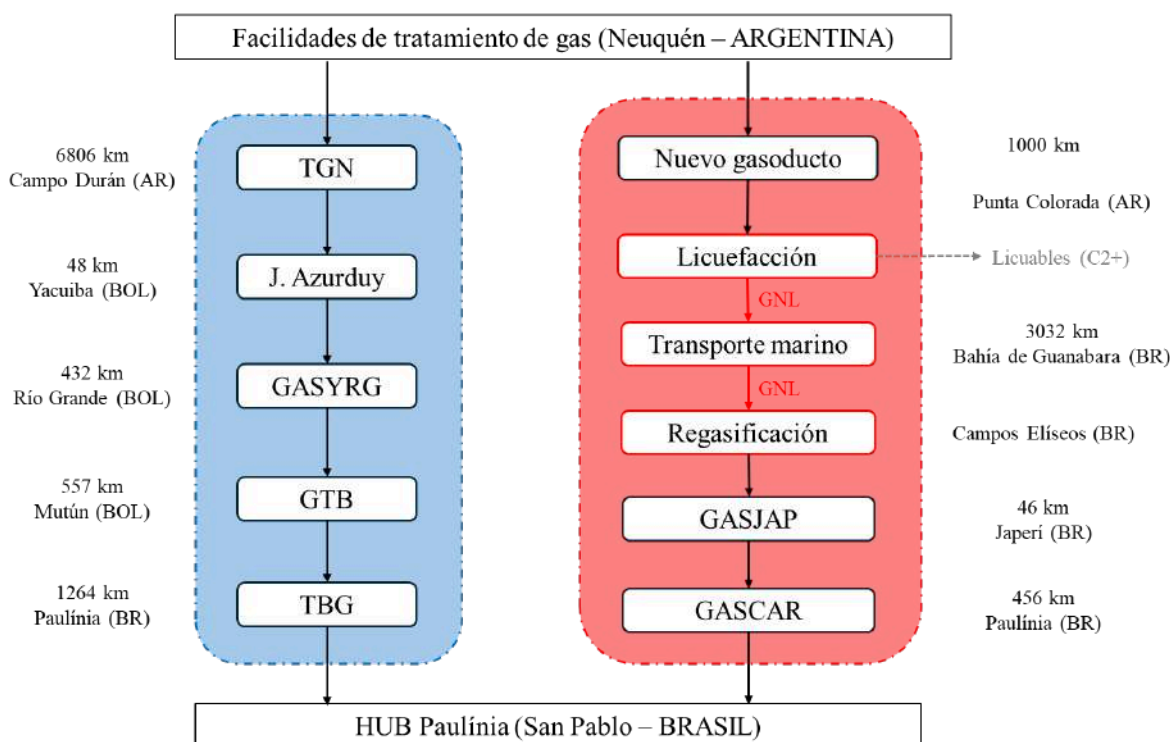 Facilidades de tratamiento de gas (Neuquén – ARGENTINA)
6806 km
Campo Durán (AR)
TGN
48 km
Yacuiba (BOL)
J. Azurduy
432 km
Río Grande (BOL)
GASYRG
557 km
Mutún (BOL)
GTB
1264 km
Paulínia (BR)
TBG
Nuevo gasoducto
1000 km
Punta Colorada (AR)
Licuefacción
Licuables (C2+)
GNL
Transporte marino
3032 km
Bahía de Guanabara (BR)
GNL
Regasificación
Campos Elíseos (BR)
GASJAP
46 km
Japerí (BR)
GASCAR
456 km
Paulínia (BR)
HUB Paulínia (San Pablo – BRASIL)